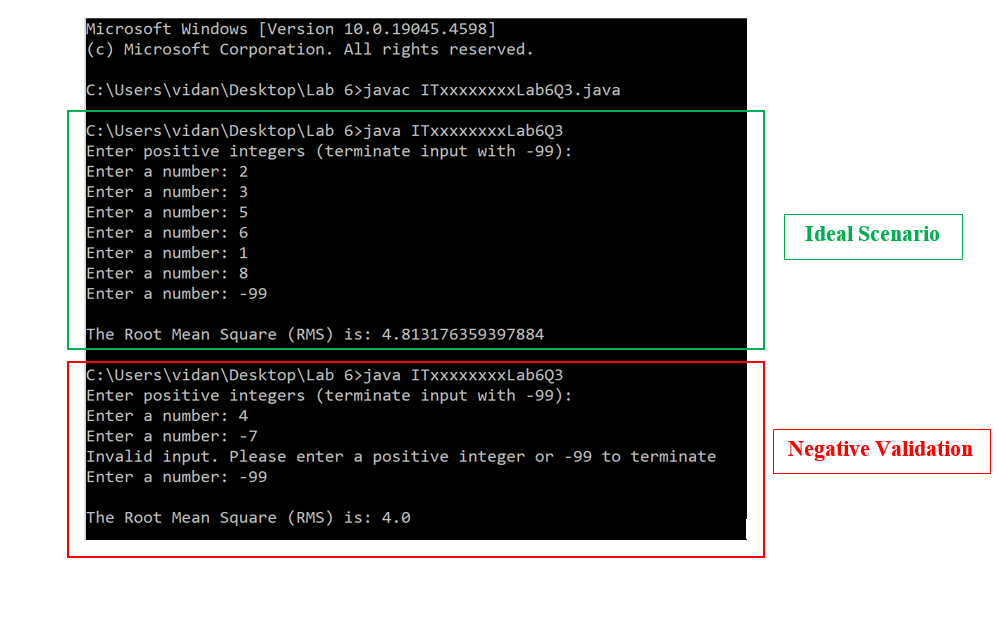 Microsoft Windows [Version 10.0.19045.4598]
(c) Microsoft Corporation. All rights reserved.
C:\Users\vidan\Desktop\Lab 6>javac ITxxxxxxxxLab6Q3.java
C:\Users\vidan\Desktop\Lab 6>java ITxxxxxxxxLab6Q3
Enter positive integers (terminate input with -99):
Enter a number: 2
Enter a number: 3
Enter a number: 5
Enter a number: 6
Enter a number: 1
Enter a number: 8
Enter a number: -99
The Root Mean Square (RMS) is: 4.813176359397884
Ideal Scenario
C:\Users\vidan\Desktop\Lab 6>java ITxxxxxxxxLab6Q3
Enter positive integers (terminate input with -99):
Enter a number: 4
Enter a number: -7
Invalid input. Please enter a positive integer or -99 to terminate
Enter a number: -99
The Root Mean Square (RMS) is: 4.0
Negative Validation